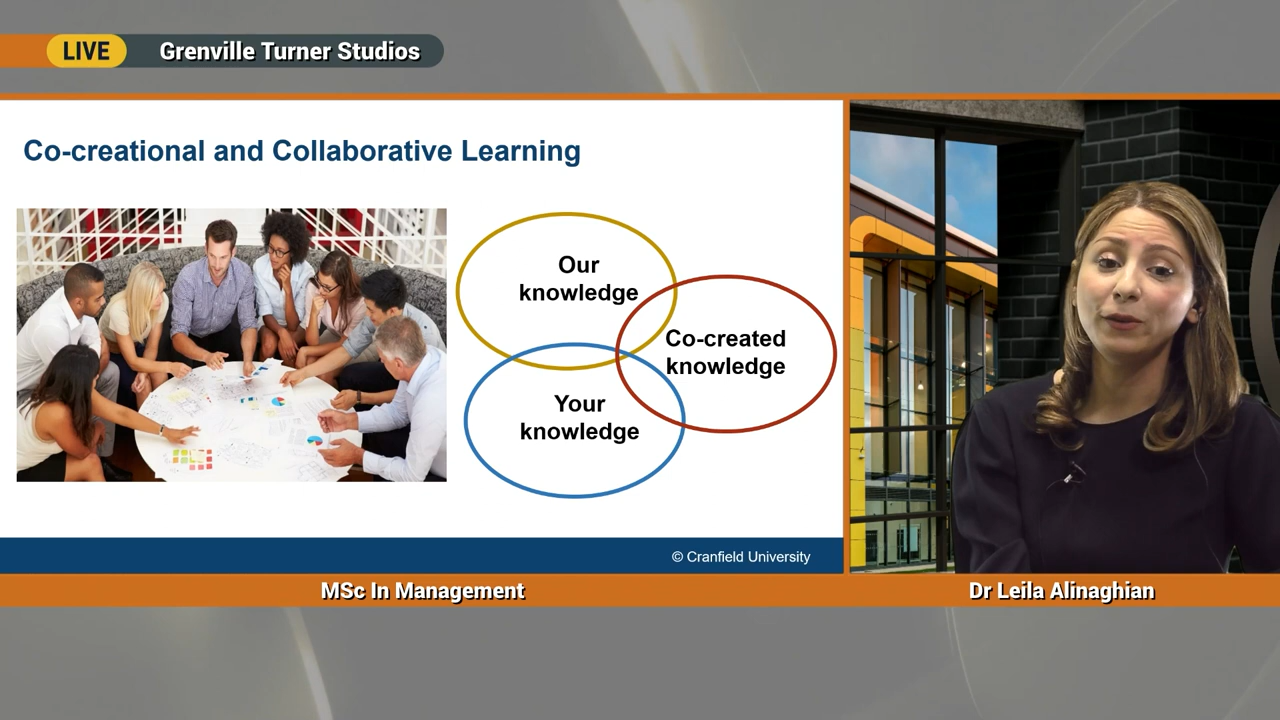 LIVE
Grenville Turner Studios
Co-creational and Collaborative Learning
Our
knowledge
Co-created
knowledge
Your
knowledge
© Cranfield University
MSc In Management
Dr Leila Alinaghian